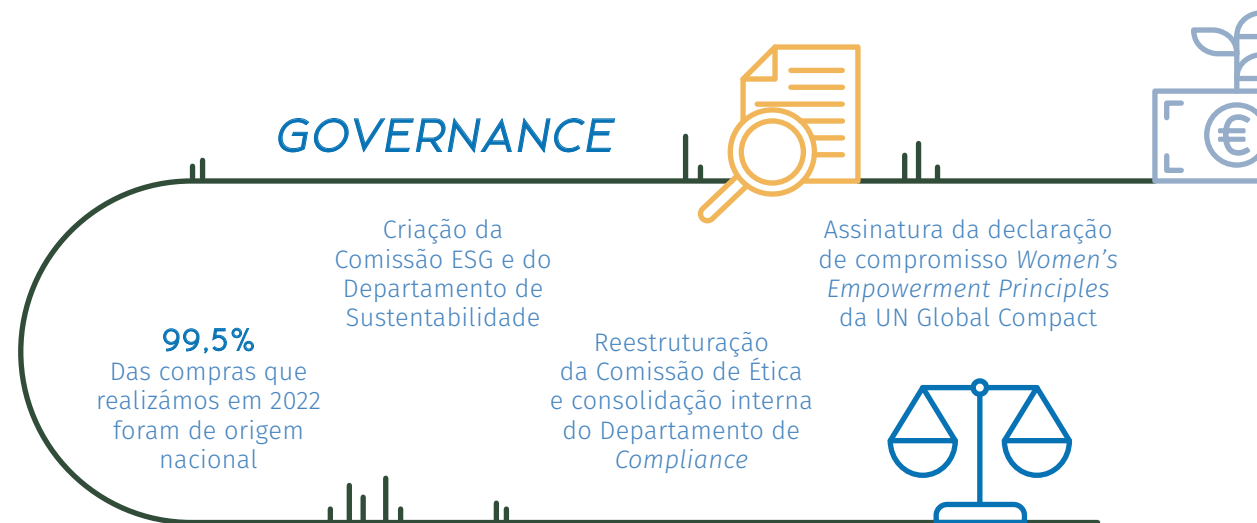 GOVERNANCE
99,5%
Das compras que
realizámos em 2022
foram de origem
nacional
Criação da
Comissão ESG e do
Departamento de
Sustentabilidade
Reestruturação
da Comissão de Ética
e consolidação interna
do Departamento de
Compliance
Assinatura da declaração
de compromisso Women's
Empowerment Principles
da UN Global Compact
€